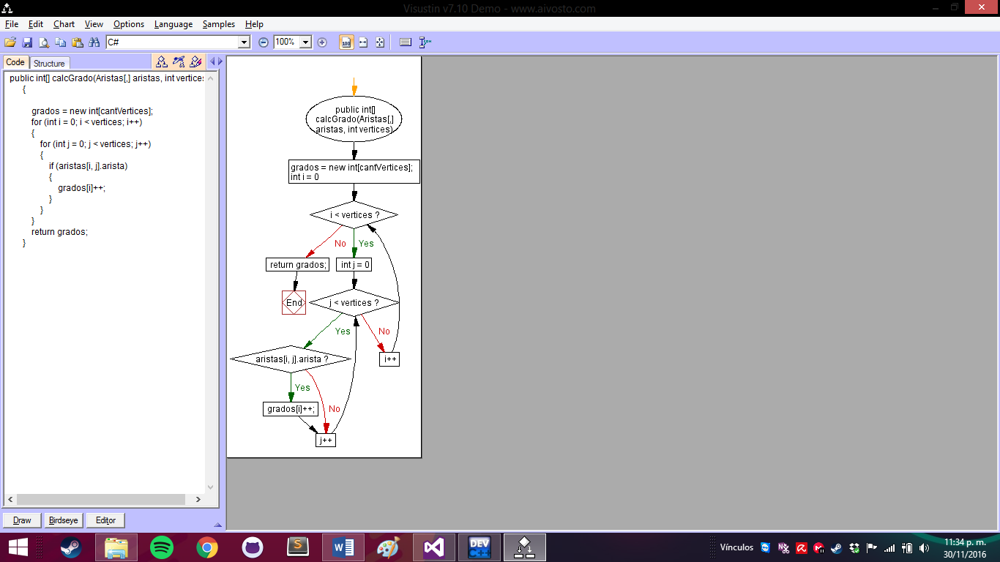 Visustin v7.10 Demo - www.aivosto.com
File Edit Chart View Options Language Samples Help
C#
100%
Code Structure
public int[] calcGrado(Aristas[,] aristas, int vertices
{
grados = new int[cantVertices];
for (int i = 0; i < vertices; i++)
{
for (int j = 0; j < vertices; j++)
{
if (aristas[i, j].arista)
{
grados[i]++;
}
}
}
return grados;
}
Draw Birdseye Editor
public int[]
calcGrado(Aristas[,]
aristas, int vertices)
grados = new int[cantVertices];
int i = 0
i < vertices ?
No Yes
return grados; int j = 0
End j < vertices ?
Yes No
aristas[i, j].arista ? i++
Yes
grados[i]++; No
j++
DEV
C++
Vínculos
11:34 p. m.
30/11/2016